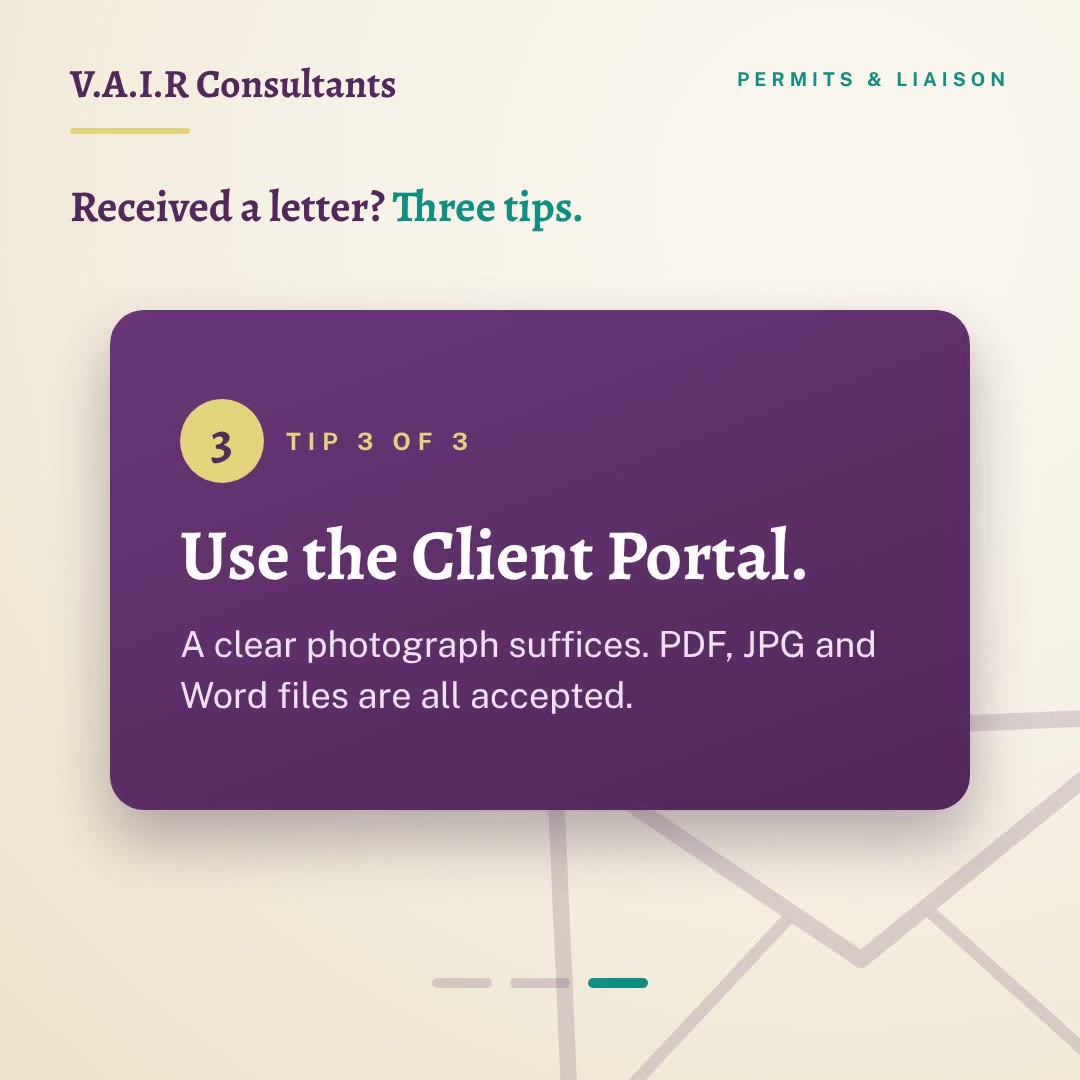 V.A.I.R Consultants
PERMITS & LIAISON
Received a letter? Three tips.
3
TIP 3 OF 3
Use the Client Portal.
A clear photograph suffices. PDF, JPG and
Word files are all accepted.